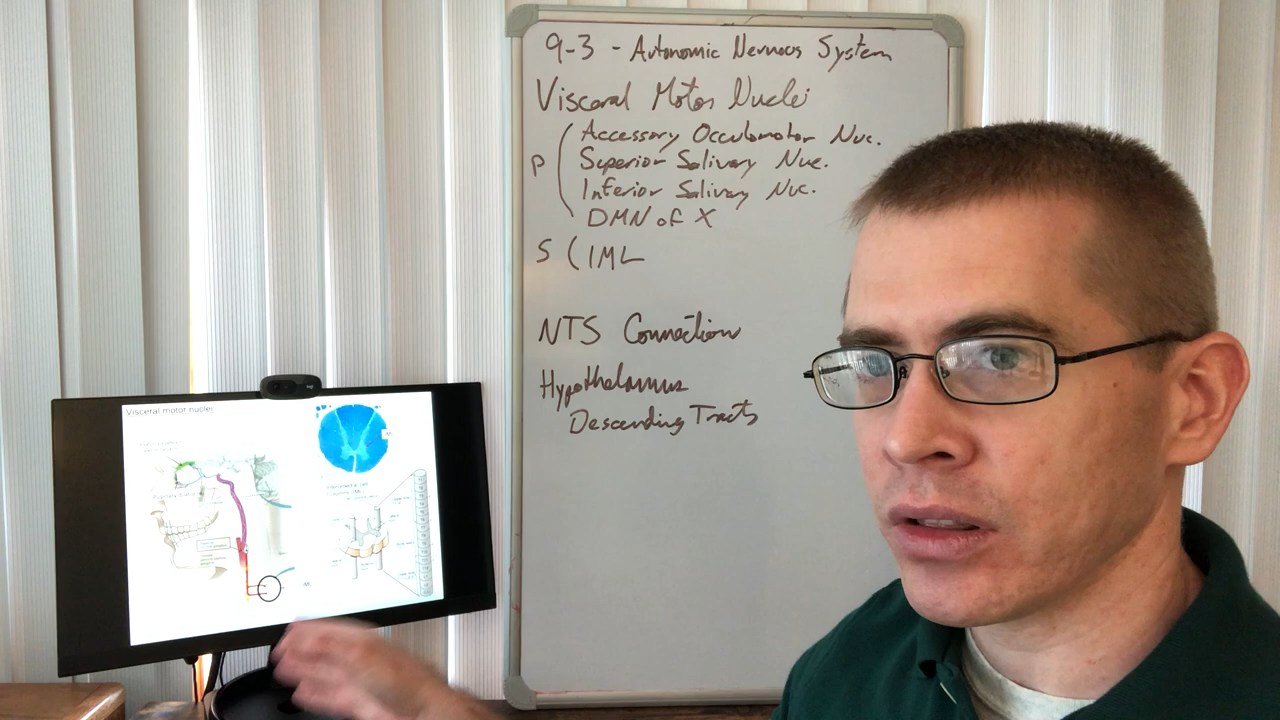 9-3 - Autonomic Nervous System
Visceral Motor Nuclei
P
Accessory Occulomotor Nuc.
Superior Salivary Nuc.
Inferior Salivary Nuc.
DMN of X
S ( IML
NTS Connection
Hypothalamus
Descending Tracts
Visceral motor nuclei